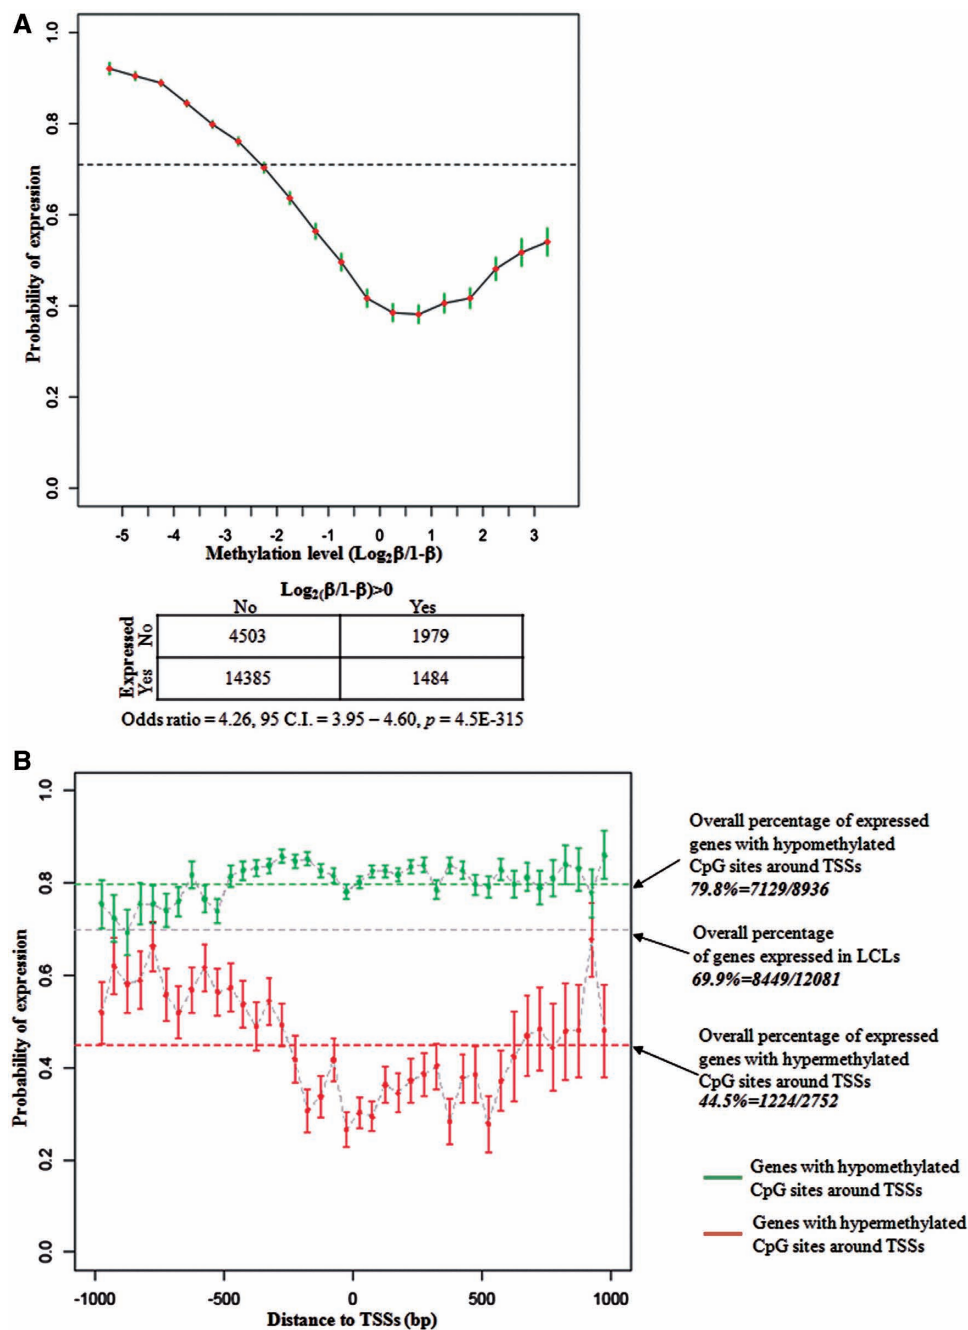 A
Probability of expression
1.0
0.8
0.6
0.4
0.2
0.0
-5 -4 -3 -2 -1 0 1 2 3
Methylation level (Log₂β/1-β)
Log₂(β/1-β)>0
No Yes
Expressed
No 4503 1979
Yes 14385 1484
Odds ratio = 4.26, 95 C.I. = 3.95 – 4.60, p = 4.5E-315
B
Probability of expression
1.0
0.8
0.6
0.4
0.2
0.0
-1000 -500 0 500 1000
Distance to TSSs (bp)
Overall percentage of expressed
genes with hypomethylated
CpG sites around TSSs
79.8%=7129/8936
Overall percentage
of genes expressed in LCLs
69.9%=8449/12081
Overall percentage of expressed
genes with hypermethylated
CpG sites around TSSs
44.5%=1224/2752
Genes with hypomethylated
CpG sites around TSSs
Genes with hypermethylated
CpG sites around TSSs